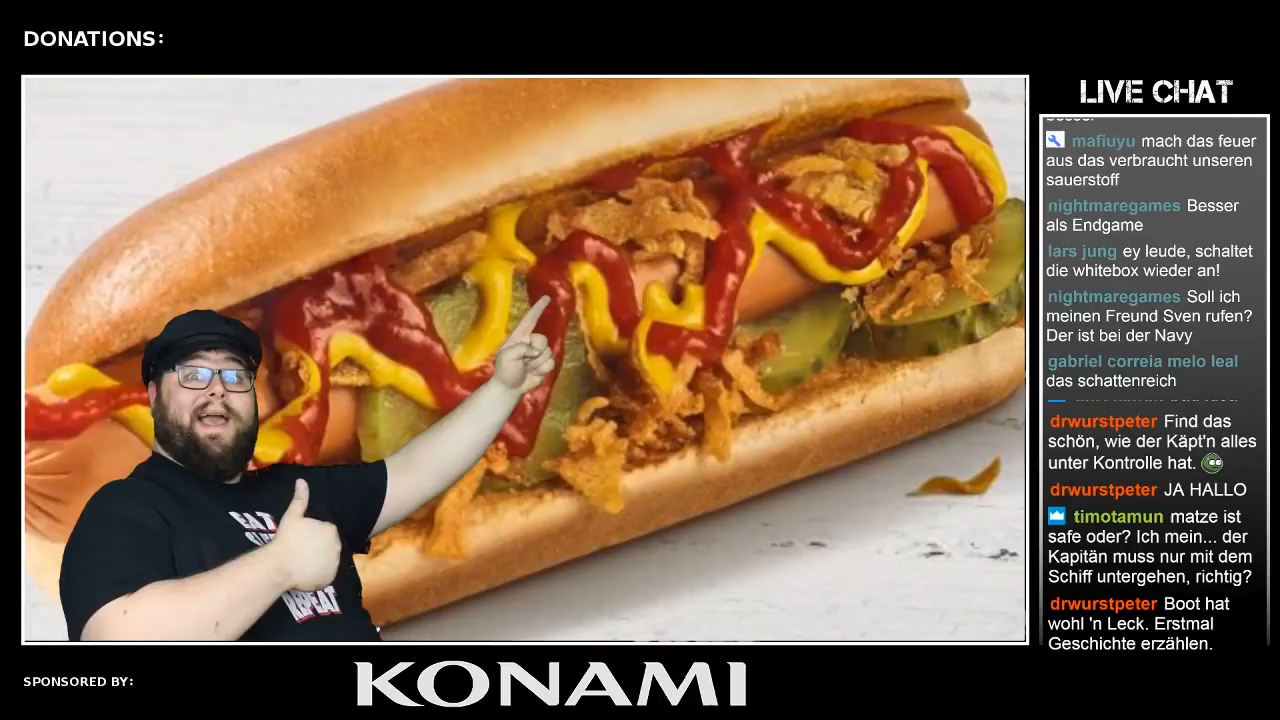 DONATIONS:
LIVE CHAT
mafiuyu mach das feuer
aus das verbraucht unseren
sauerstoff
nightmaregames Besser
als Endgame
lars jung ey leude, schaltet
die whitebox wieder an!
nightmaregames Soll ich
meinen Freund Sven rufen?
Der ist bei der Navy
gabriel correia melo leal
das schattenreich
drwurstpeter Find das
schön, wie der Käpt'n alles
unter Kontrolle hat.
drwurstpeter JA HALLO
timotamun matze ist
safe oder? Ich mein... der
Kapitän muss nur mit dem
Schiff untergehen, richtig?
drwurstpeter Boot hat
wohl 'n Leck. Erstmal
Geschichte erzählen.
EAT
REPEAT
SPONSORED BY:
KONAMI